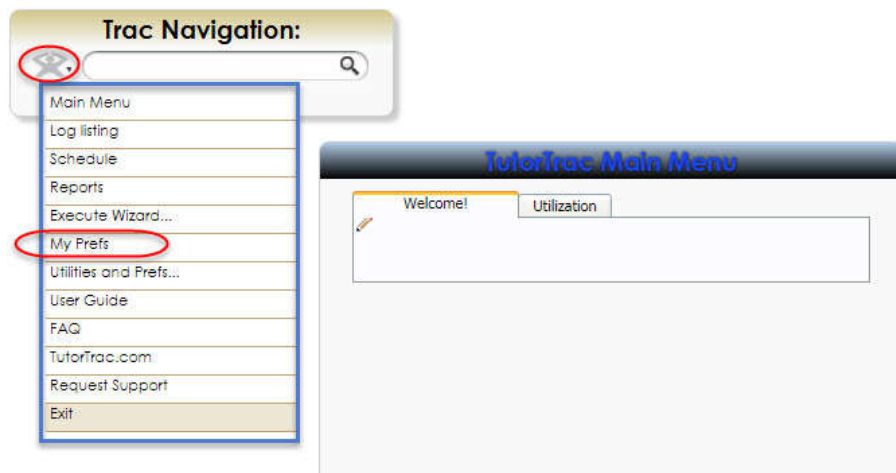 Trac Navigation:
Main Menu
Log listing
Schedule
Reports
Execute Wizard...
My Prefs
Utilities and Prefs...
User Guide
FAQ
TutorTrac.com
Request Support
Exit
TutorTrac Main Menu
Welcome!
Utilization